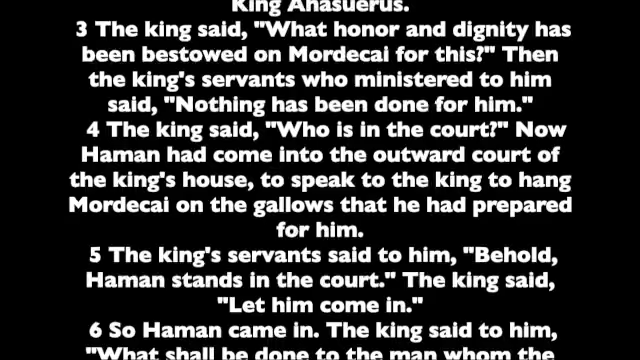 King Ahasuerus.
3 The king said, "What honor and dignity has
been bestowed on Mordecai for this?" Then
the king's servants who ministered to him
said, "Nothing has been done for him."
4 The king said, "Who is in the court?" Now
Haman had come into the outward court of
the king's house, to speak to the king to hang
Mordecai on the gallows that he had prepared
for him.
5 The king's servants said to him, "Behold,
Haman stands in the court." The king said,
"Let him come in."
6 So Haman came in. The king said to him,
"What shall be done to the man whom the